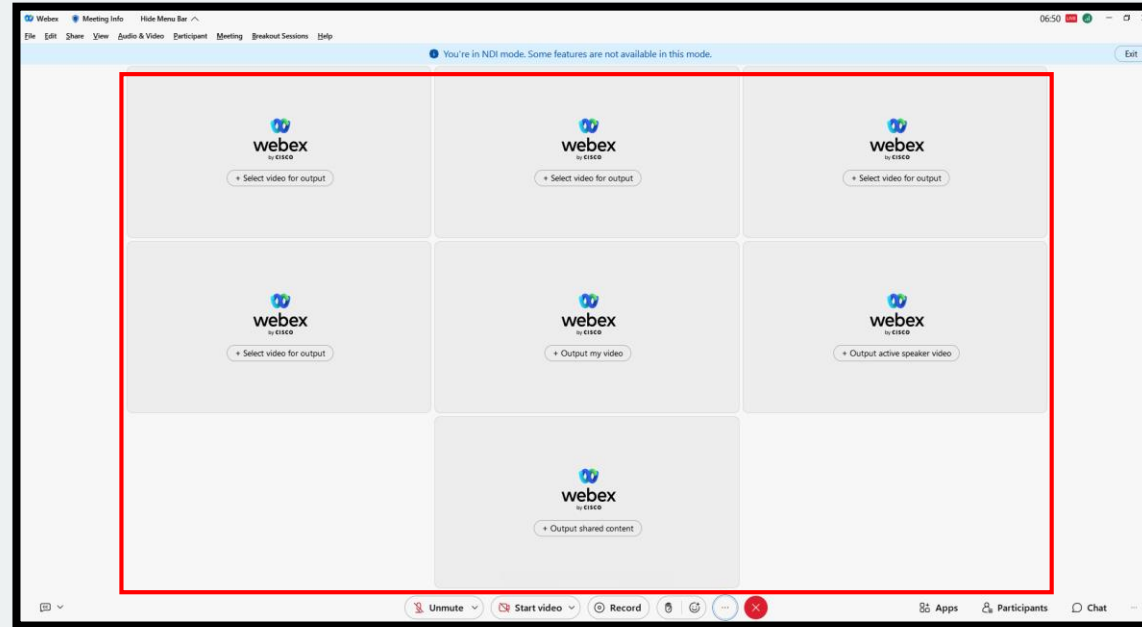 Webex Meeting Info Hide Menu Bar 06:50 LIVE
File Edit Share View Audio & Video Participant Meeting Breakout Sessions Help
You're in NDI mode. Some features are not available in this mode. Exit
webex webex webex
by CISCO by CISCO by CISCO
+ Select video for output + Select video for output + Select video for output
webex webex webex
by CISCO by CISCO by CISCO
+ Select video for output + Output my video + Output active speaker video
webex
by CISCO
+ Output shared content
Unmute Start video Record Apps Participants Chat